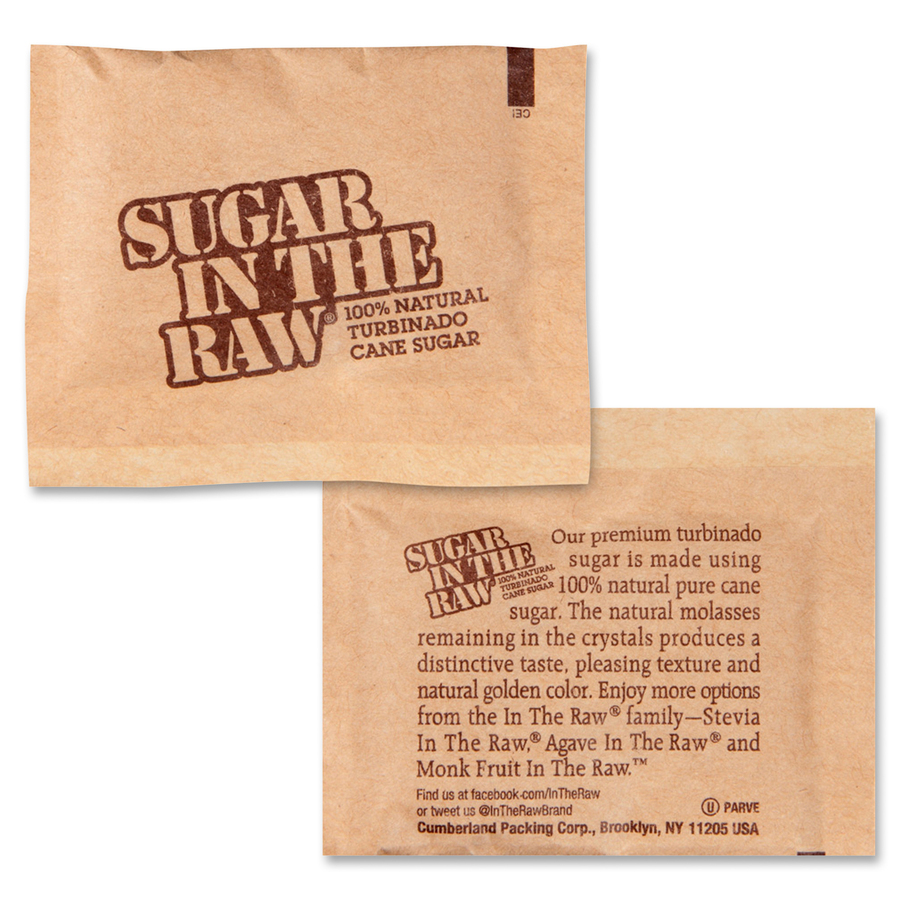 SUGAR
IN THE
RAW®
100% NATURAL
TURBINADO
CANE SUGAR
SUGAR
IN THE
RAW®
100% NATURAL
TURBINADO
CANE SUGAR
Our premium turbinado
sugar is made using
100% natural pure cane
sugar. The natural molasses
remaining in the crystals produces a
distinctive taste, pleasing texture and
natural golden color. Enjoy more options
from the In The Raw® family—Stevia
In The Raw,® Agave In The Raw® and
Monk Fruit In The Raw.™
Find us at facebook.com/InTheRaw
or tweet us @InTheRawBrand
U PARVE
Cumberland Packing Corp., Brooklyn, NY 11205 USA